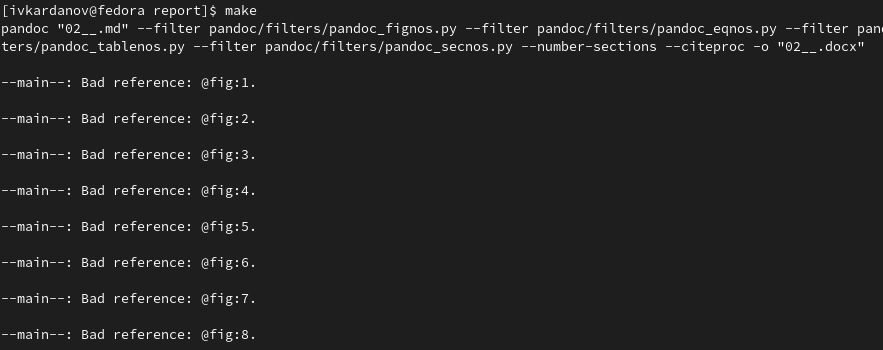 [ivkardanov@fedora report]$ make
pandoc "02__.md" --filter pandoc/filters/pandoc_fignos.py --filter pandoc/filters/pandoc_eqnos.py --filter pan
ters/pandoc_tablenos.py --filter pandoc/filters/pandoc_secnos.py --number-sections --citeproc -o "02__.docx"
--main--: Bad reference: @fig:1.
--main--: Bad reference: @fig:2.
--main--: Bad reference: @fig:3.
--main--: Bad reference: @fig:4.
--main--: Bad reference: @fig:5.
--main--: Bad reference: @fig:6.
--main--: Bad reference: @fig:7.
--main--: Bad reference: @fig:8.